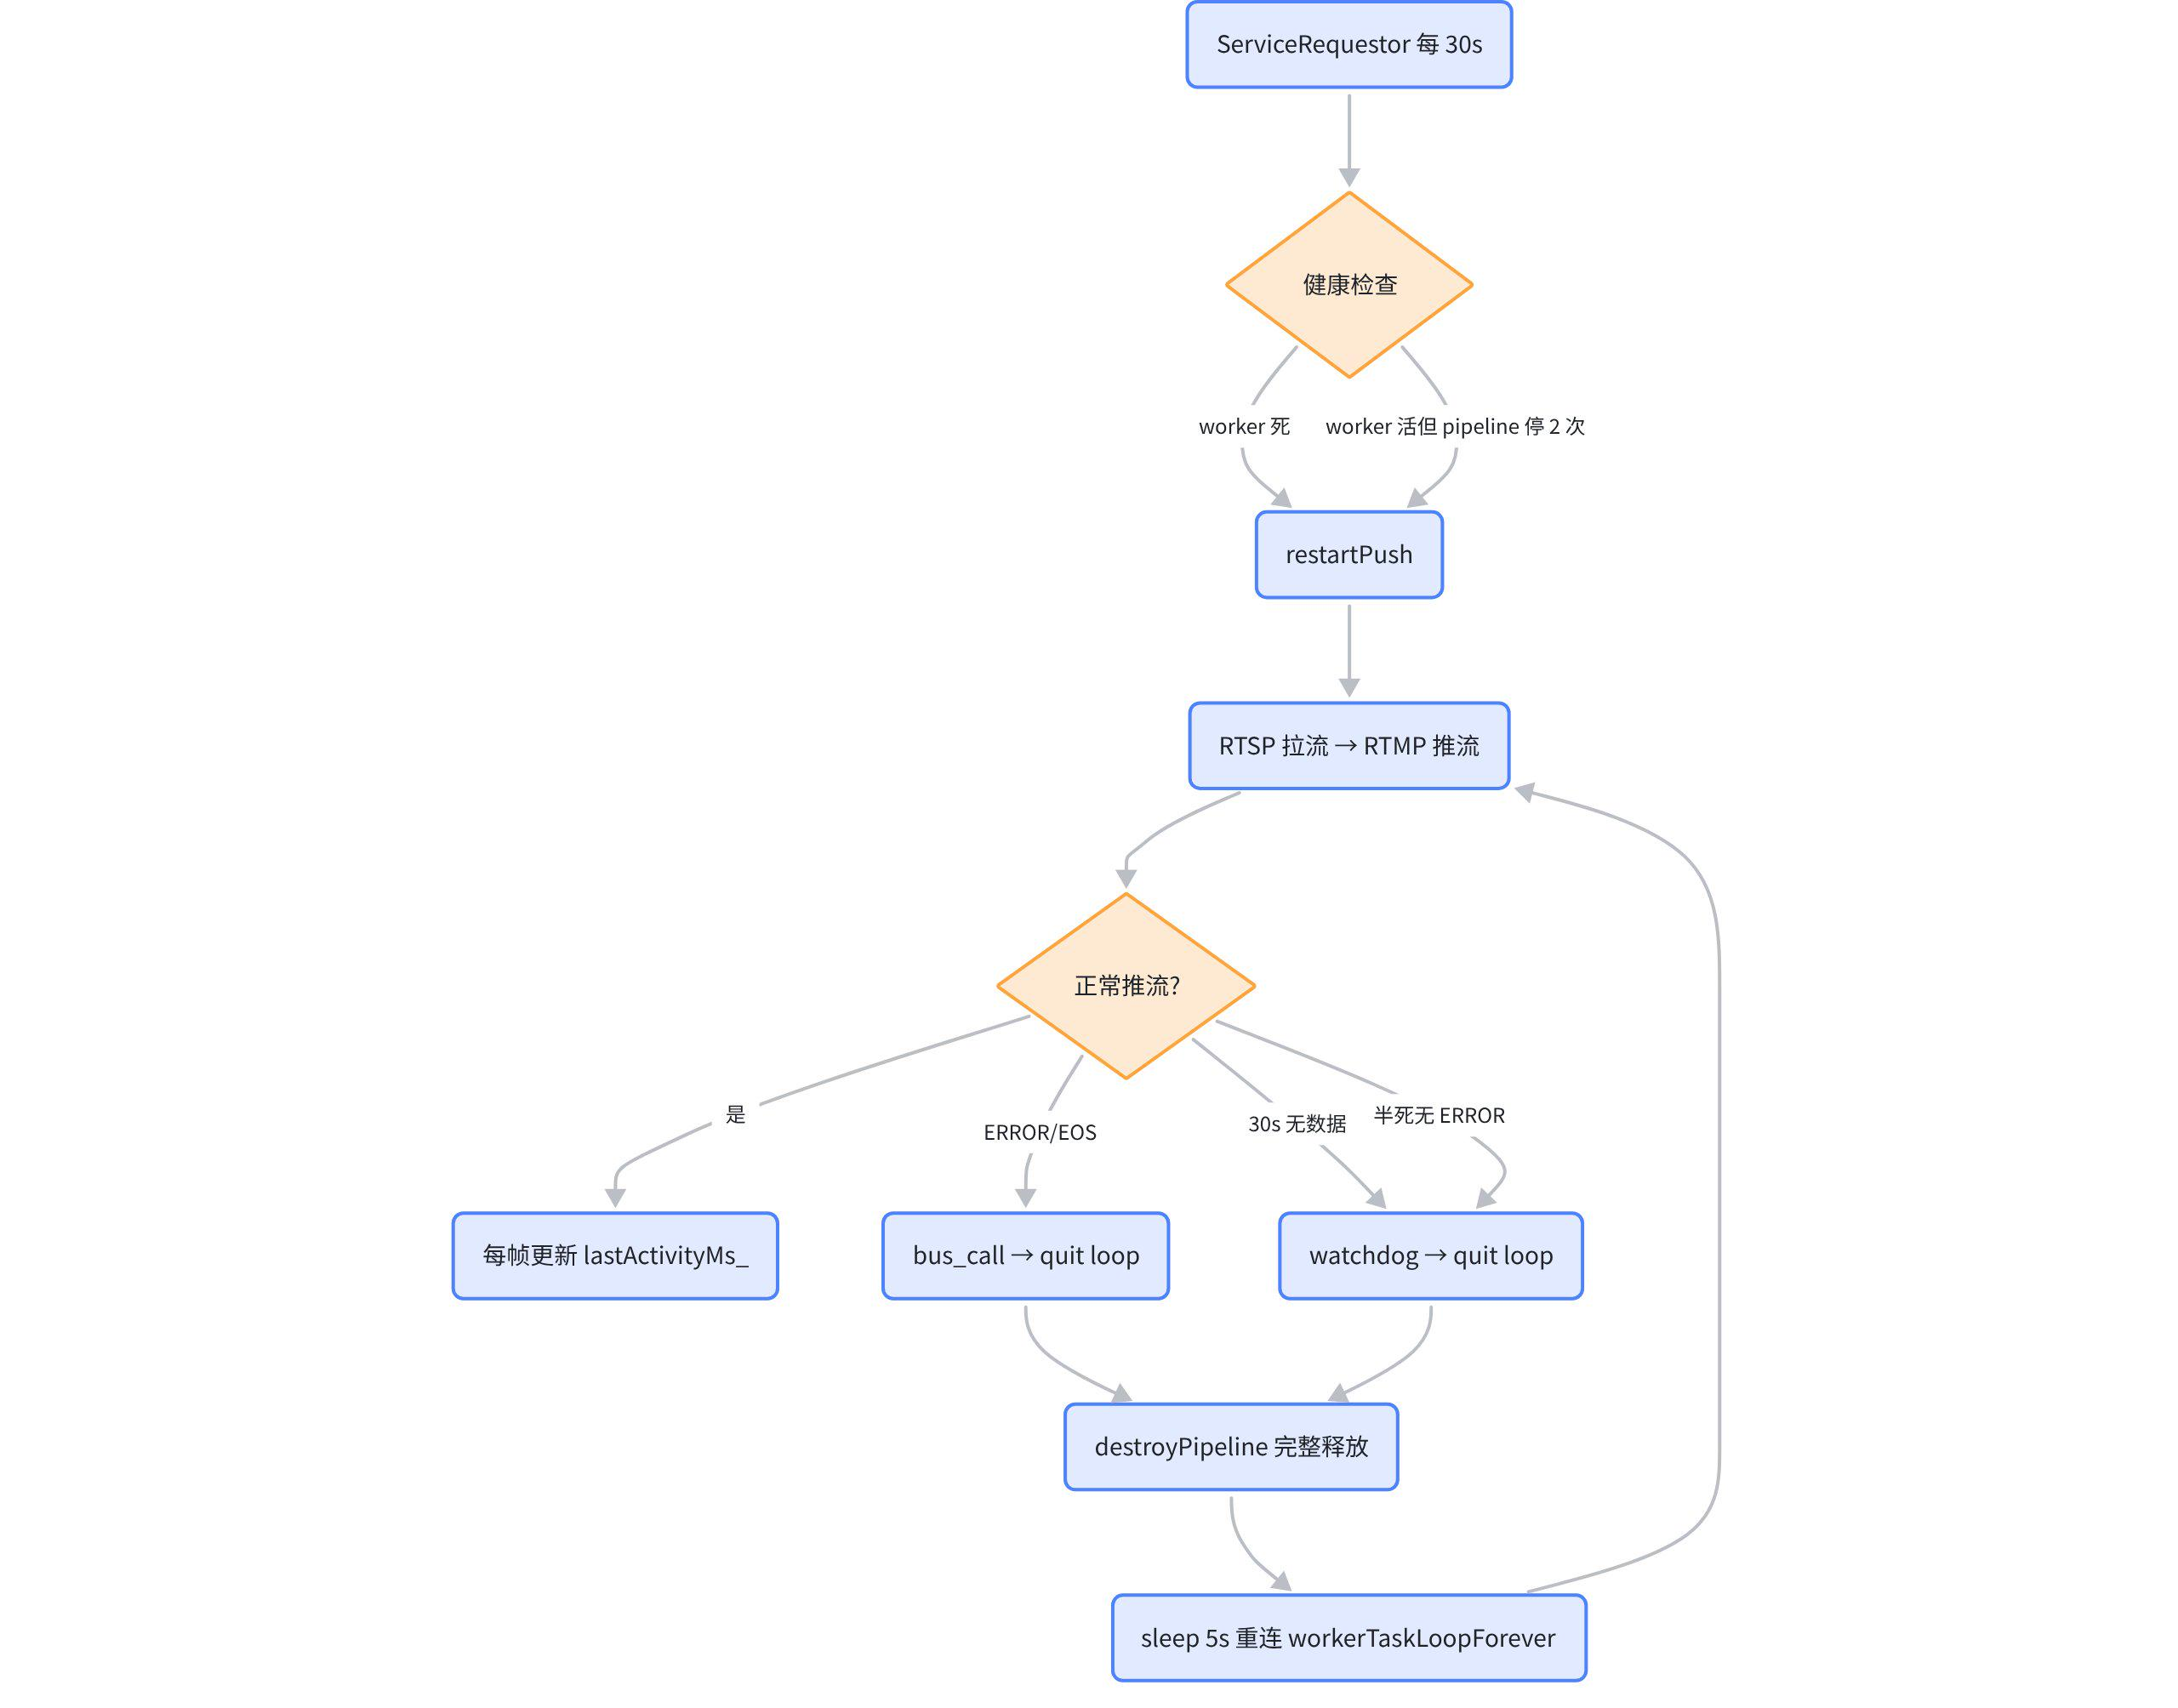 ServiceRequestor 每 30s
健康检查
worker 死
worker 活但 pipeline 停 2 次
restartPush
RTSP 拉流 → RTMP 推流
正常推流?
是
ERROR/EOS
30s 无数据
半死无 ERROR
每帧更新 lastActivityMs_
bus_call → quit loop
watchdog → quit loop
destroyPipeline 完整释放
sleep 5s 重连 workerTaskLoopForever